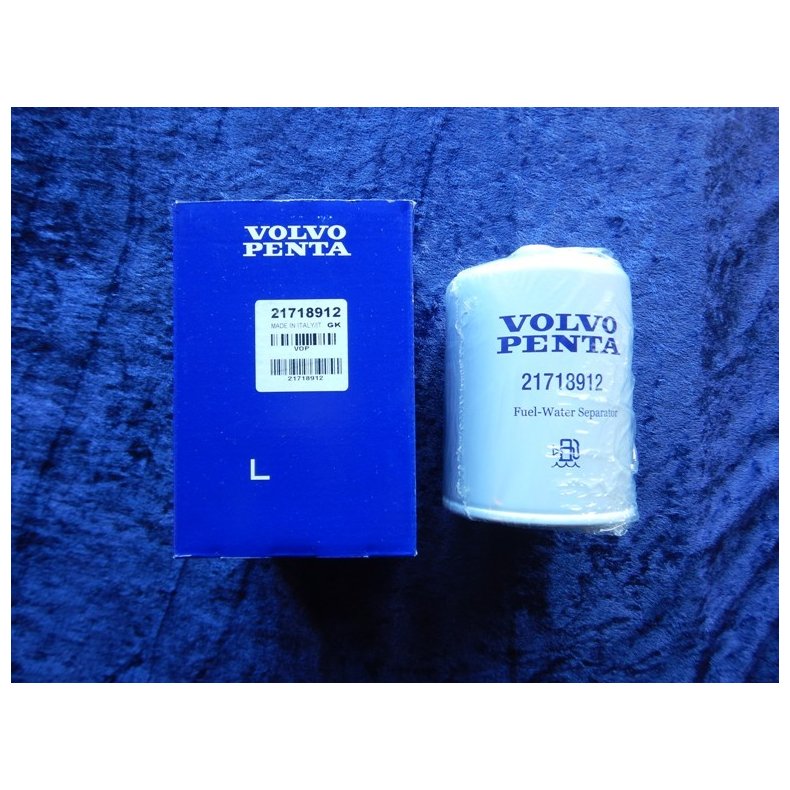 VOLVO
PENTA
21718912
MADE IN ITALY/IT GK
VOP
21718912
L
VOLVO
PENTA
21718912
Fuel-Water Separator